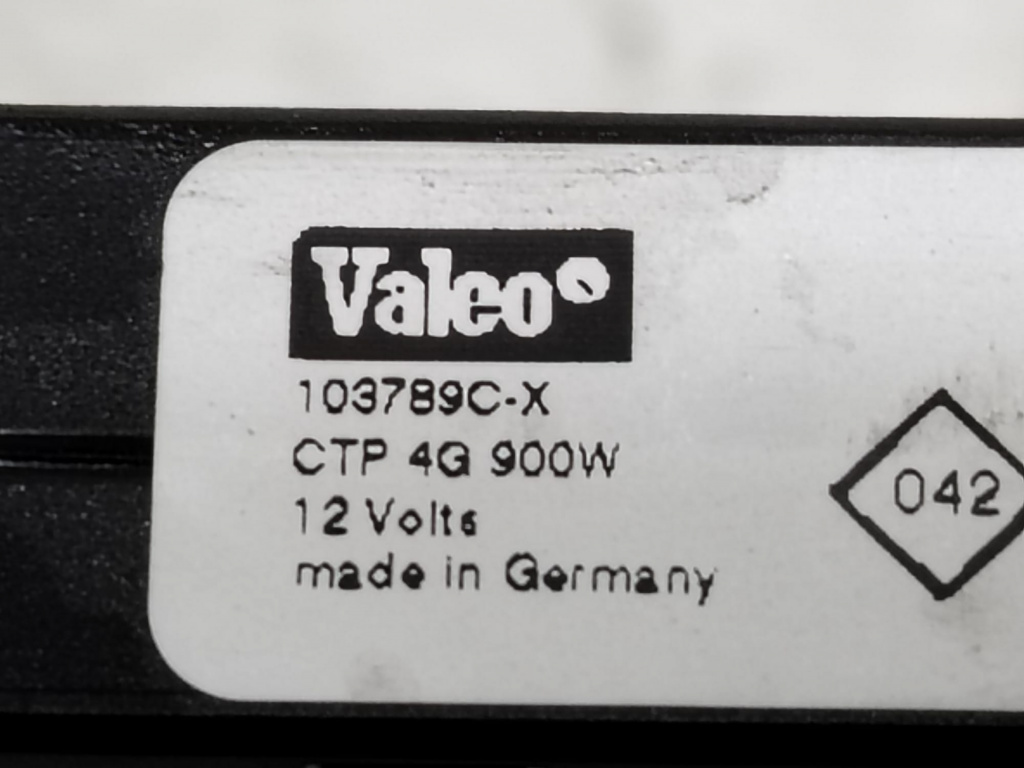 Valeo
103789C-X
CTP 4G 900W
12 Volts
made in Germany
042